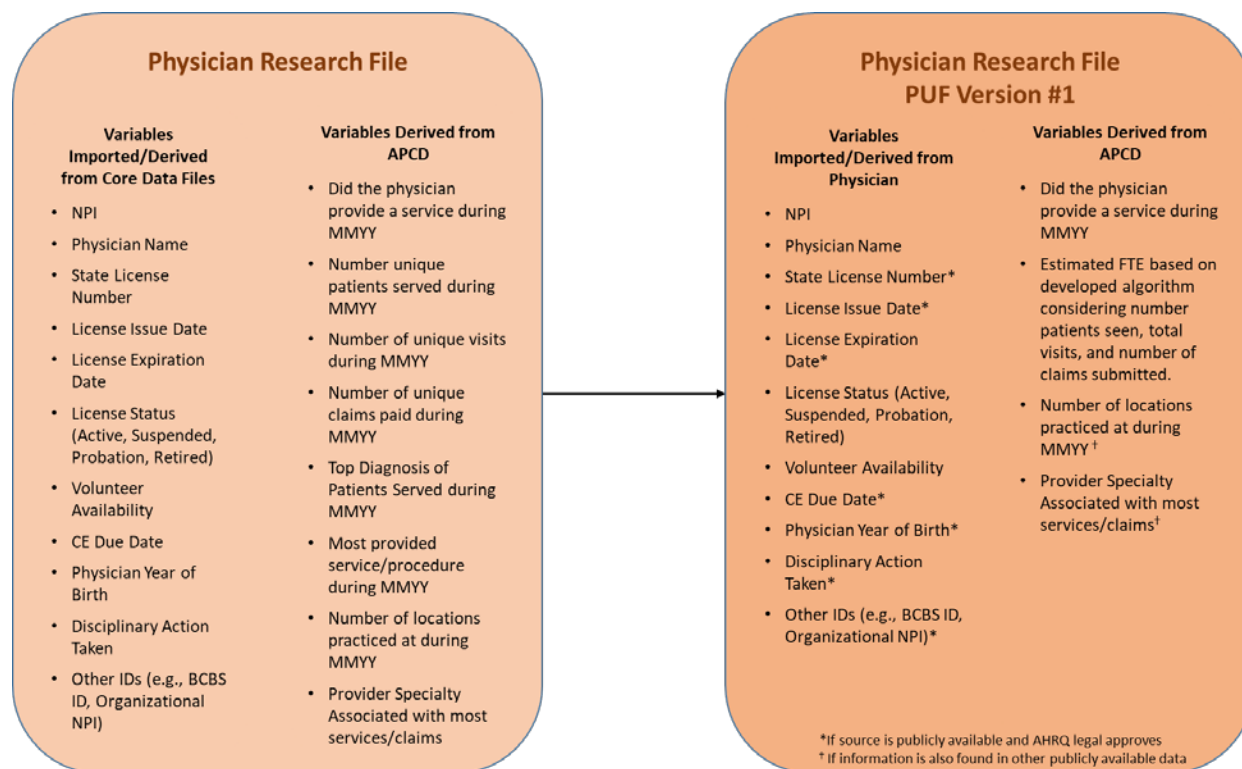 Physician Research File
Variables
Imported/Derived
from Core Data Files
• NPI
• Physician Name
• State License
Number
• License Issue Date
• License Expiration
Date
• License Status
(Active, Suspended,
Probation, Retired)
• Volunteer
Availability
• CE Due Date
• Physician Year of
Birth
• Disciplinary Action
Taken
• Other IDs (e.g., BCBS
ID, Organizational
NPI)
Variables Derived from
APCD
• Did the physician
provide a service during
MMYY
• Number unique
patients served during
MMYY
• Number of unique visits
during MMYY
• Number of unique
claims paid during
MMYY
• Top Diagnosis of
Patients Served during
MMYY
• Most provided
service/procedure
during MMYY
• Number of locations
practiced at during
MMYY
• Provider Specialty
Associated with most
services/claims
Physician Research File
PUF Version #1
Variables
Imported/Derived from
Physician
• NPI
• Physician Name
• State License Number*
• License Issue Date*
• License Expiration
Date*
• License Status (Active,
Suspended, Probation,
Retired)
• Volunteer Availability
• CE Due Date*
• Physician Year of Birth*
• Disciplinary Action
Taken*
• Other IDs (e.g., BCBS ID,
Organizational NPI)*
Variables Derived from
APCD
• Did the physician
provide a service during
MMYY
• Estimated FTE based on
developed algorithm
considering number
patients seen, total
visits, and number of
claims submitted.
• Number of locations
practiced at during
MMYY †
• Provider Specialty
Associated with most
services/claims†
*If source is publicly available and AHRQ legal approves
† If information is also found in other publicly available data